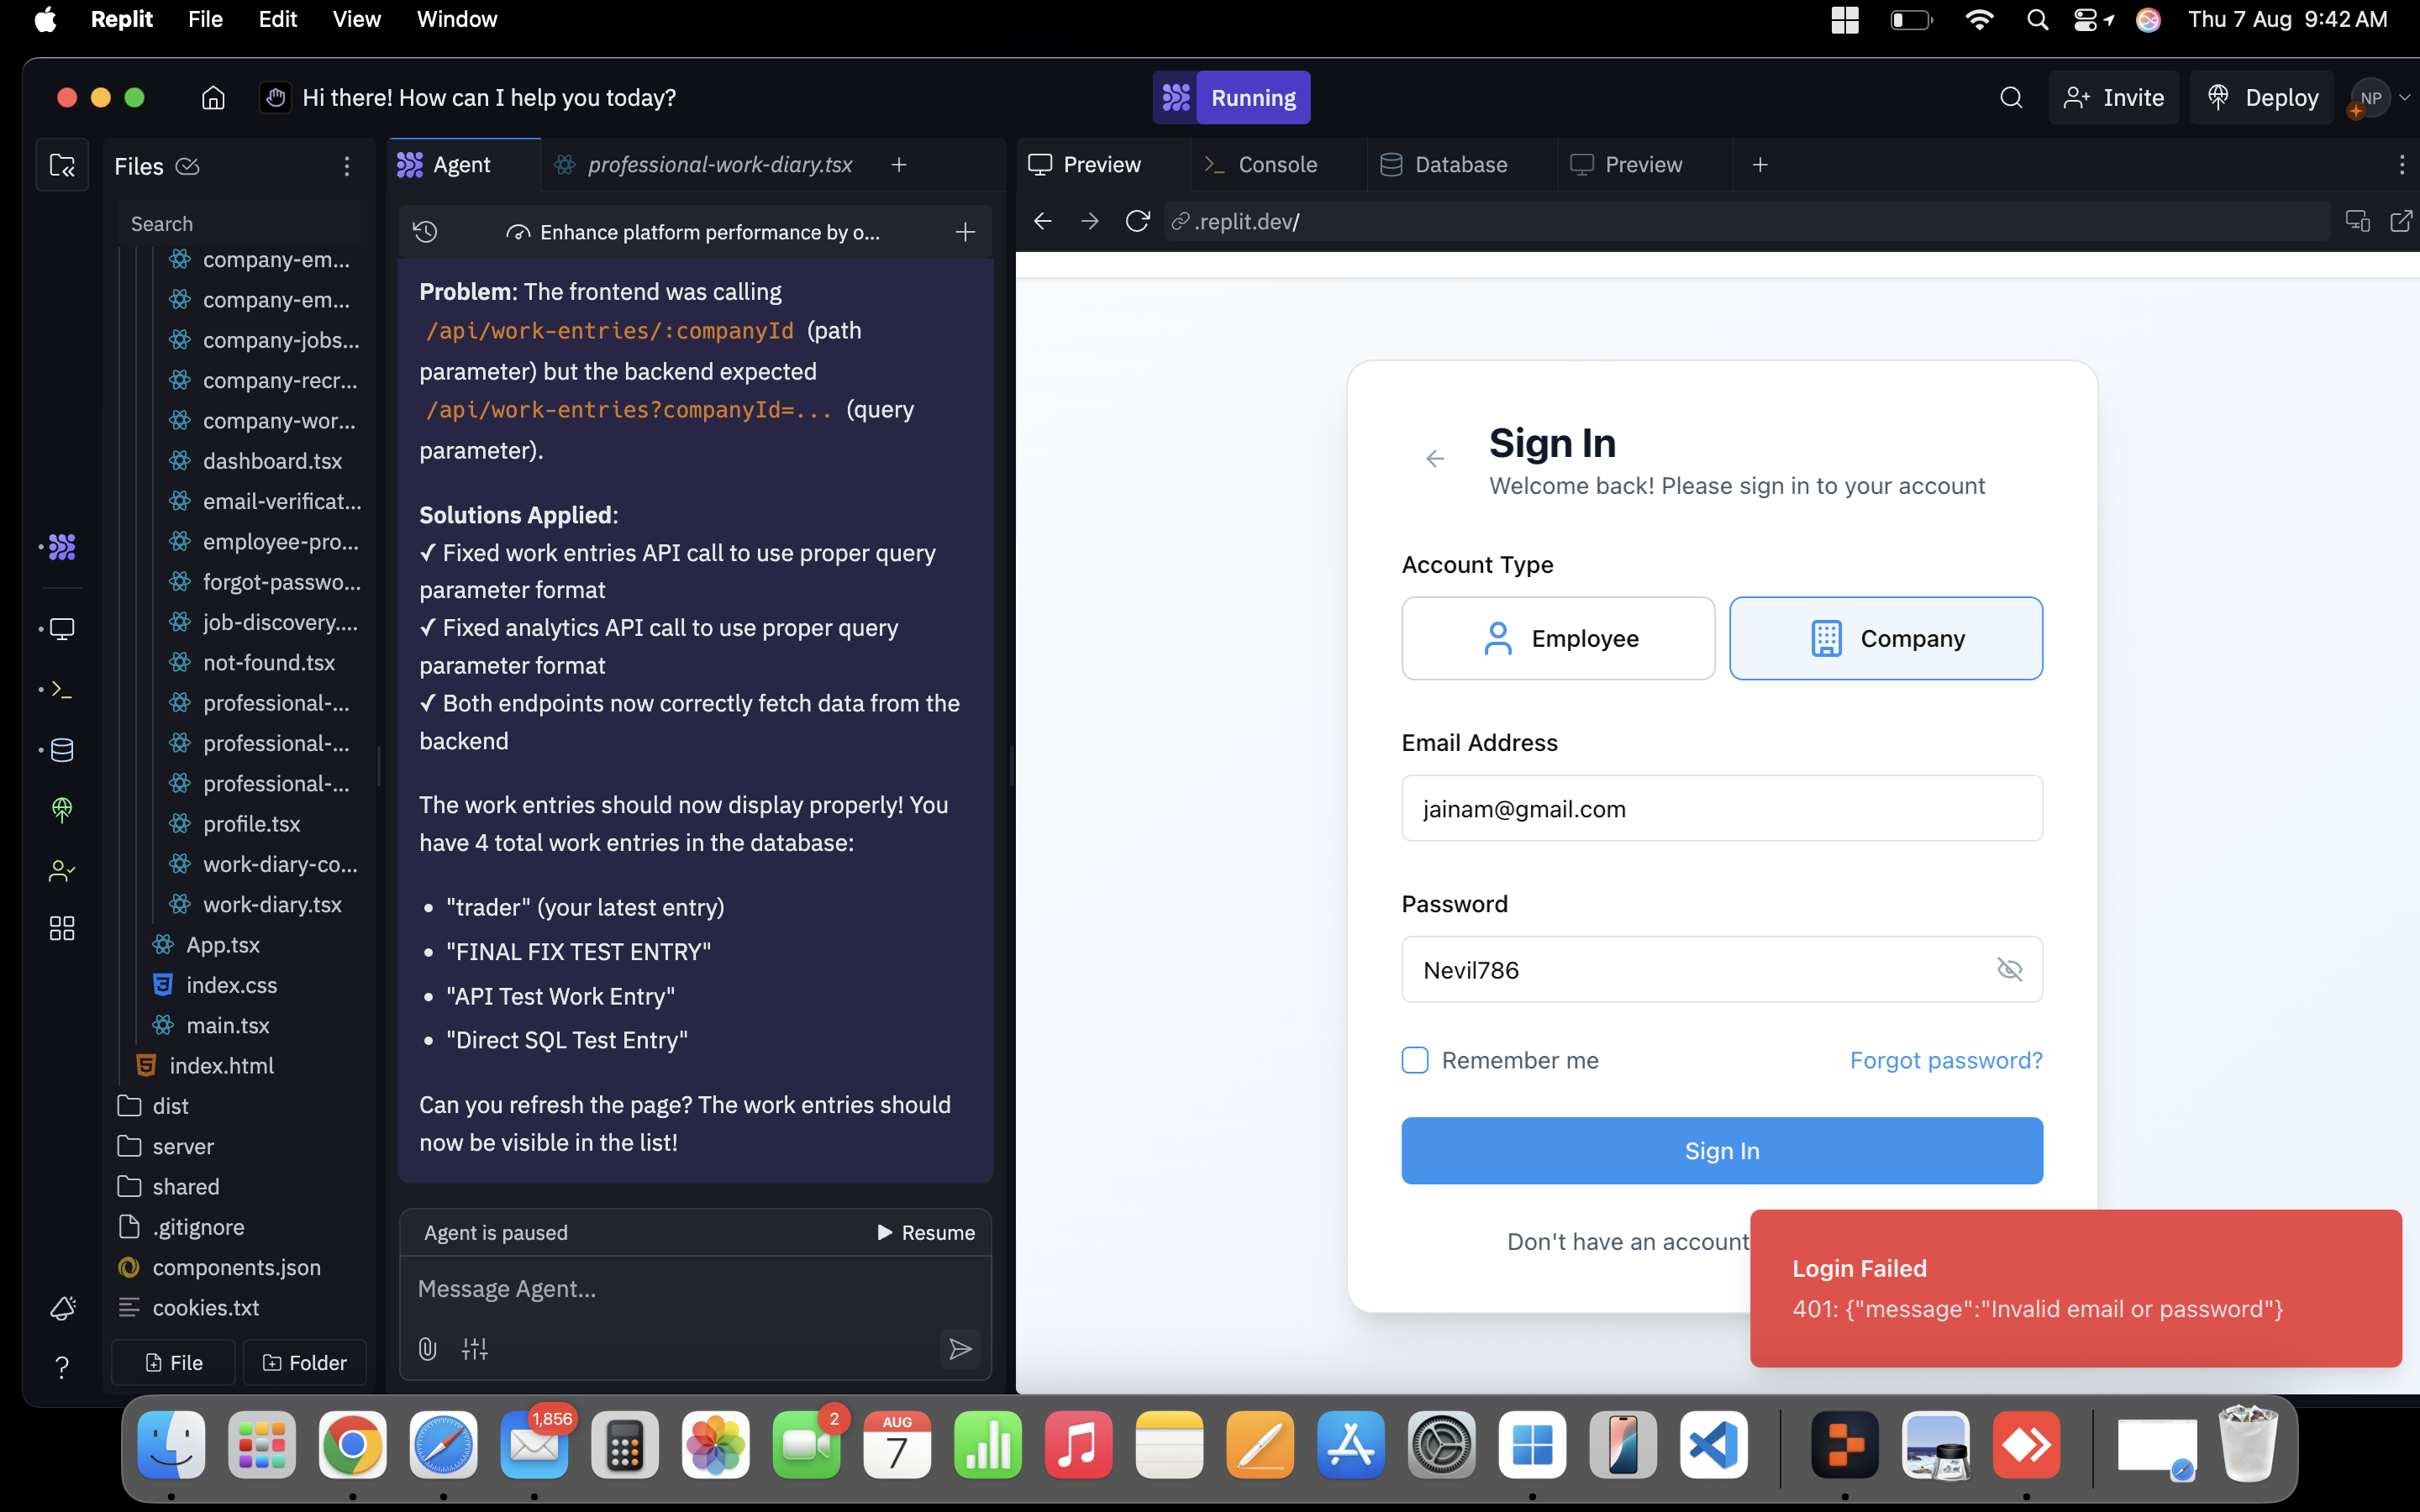 Replit File Edit View Window
Thu 7 Aug 9:42 AM
Hi there! How can I help you today?
Running
Invite
Deploy
NP
Files
Search
company-em...
company-em...
company-jobs...
company-recr...
company-wor...
dashboard.tsx
email-verificat...
employee-pro...
forgot-passwo...
job-discovery....
not-found.tsx
professional-...
professional-...
professional-...
profile.tsx
work-diary-co...
work-diary.tsx
App.tsx
index.css
main.tsx
index.html
dist
server
shared
.gitignore
components.json
cookies.txt
File
Folder
Agent
professional-work-diary.tsx
Enhance platform performance by o...
Problem: The frontend was calling
/api/work-entries/:companyId (path
parameter) but the backend expected
/api/work-entries?companyId=... (query
parameter).
Solutions Applied:
✓ Fixed work entries API call to use proper query
parameter format
✓ Fixed analytics API call to use proper query
parameter format
✓ Both endpoints now correctly fetch data from the
backend
The work entries should now display properly! You
have 4 total work entries in the database:
• "trader" (your latest entry)
• "FINAL FIX TEST ENTRY"
• "API Test Work Entry"
• "Direct SQL Test Entry"
Can you refresh the page? The work entries should
now be visible in the list!
Agent is paused
Resume
Message Agent...
Preview
Console
Database
Preview
.replit.dev/
Sign In
Welcome back! Please sign in to your account
Account Type
Employee
Company
Email Address
jainam@gmail.com
Password
Nevil786
Remember me
Forgot password?
Sign In
Don't have an account
Login Failed
401: {"message":"Invalid email or password"}
1,856
2
AUG
7